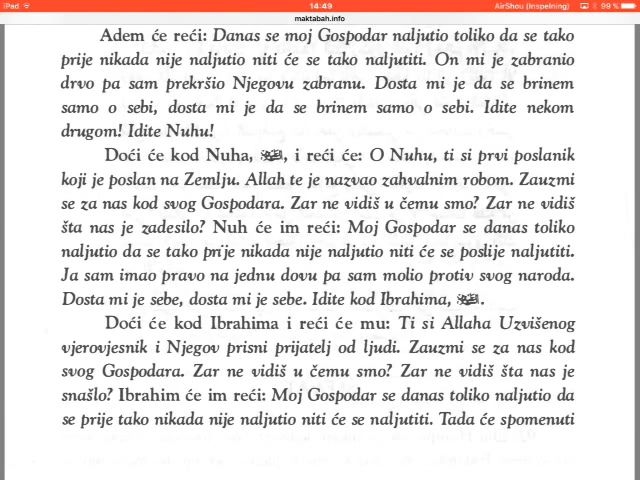 iPad
14:49
AirShou (Inspelning)
99 %
maktabah.info
Adem će reći: Danas se moj Gospodar naljutio toliko da se tako
prije nikada nije naljutio niti će se tako naljutiti. On mi je zabranio
drvo pa sam prekršio Njegovu zabranu. Dosta mi je da se brinem
samo o sebi, dosta mi je da se brinem samo o sebi. Idite nekom
drugom! Idite Nuhu!
Doći će kod Nuha, , i reći će: O Nuhu, ti si prvi poslanik
koji je poslan na Zemlju. Allah te je nazvao zahvalnim robom. Zauzmi
se za nas kod svog Gospodara. Zar ne vidiš u čemu smo? Zar ne vidiš
šta nas je zadesilo? Nuh će im reći: Moj Gospodar se danas toliko
naljutio da se tako prije nikada nije naljutio niti će se poslije naljutiti.
Ja sam imao pravo na jednu dovu pa sam molio protiv svog naroda.
Dosta mi je sebe, dosta mi je sebe. Idite kod Ibrahima, .
Doći će kod Ibrahima i reći će mu: Ti si Allaha Uzvišenog
vjerovjesnik i Njegov prisni prijatelj od ljudi. Zauzmi se za nas kod
svog Gospodara. Zar ne vidiš u čemu smo? Zar ne vidiš šta nas je
snašlo? Ibrahim će im reći: Moj Gospodar se danas toliko naljutio da
se prije tako nikada nije naljutio niti će se naljutiti. Tada će spomenuti